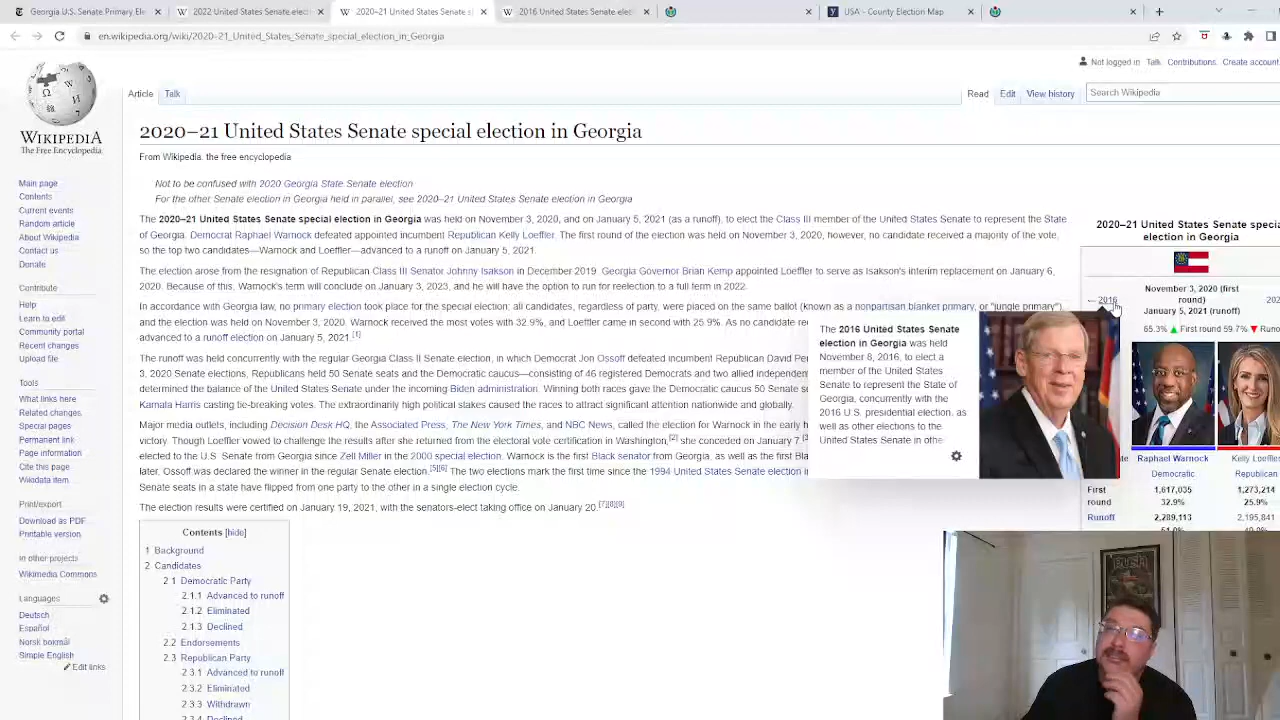 Georgia U.S. Senate Primary Ele
2022 United States Senate elect
2020–21 United States Senate s
2016 United States Senate elec
USA - County Election Map
en.wikipedia.org/wiki/2020–21_United_States_Senate_special_election_in_Georgia
Not logged in Talk Contributions Create account
Article Talk Read Edit View history Search Wikipedia
WIKIPEDIA
The Free Encyclopedia
2020–21 United States Senate special election in Georgia
From Wikipedia, the free encyclopedia
Not to be confused with 2020 Georgia State Senate election
For the other Senate election in Georgia held in parallel, see 2020–21 United States Senate election in Georgia
The 2020–21 United States Senate special election in Georgia was held on November 3, 2020, and on January 5, 2021 (as a runoff), to elect the Class III member of the United States Senate to represent the State
of Georgia. Democrat Raphael Warnock defeated appointed incumbent Republican Kelly Loeffler. The first round of the election was held on November 3, 2020, however, no candidate received a majority of the vote,
so the top two candidates—Warnock and Loeffler—advanced to a runoff on January 5, 2021.
The election arose from the resignation of Republican Class III Senator Johnny Isakson in December 2019. Georgia Governor Brian Kemp appointed Loeffler to serve as Isakson's interim replacement on January 6,
2020. Because of this, Warnock's term will conclude on January 3, 2023, and he will have the option to run for reelection to a full term in 2022.
In accordance with Georgia law, no primary election took place for the special election; all candidates, regardless of party, were placed on the same ballot (known as a nonpartisan blanket primary, or "jungle primary"),
and the election was held on November 3, 2020. Warnock received the most votes with 32.9%, and Loeffler came in second with 25.9%. As no candidate re
advanced to a runoff election on January 5, 2021.[1]
The runoff was held concurrently with the regular Georgia Class II Senate election, in which Democrat Jon Ossoff defeated incumbent Republican David Per
3, 2020 Senate elections, Republicans held 50 Senate seats and the Democratic caucus—consisting of 46 registered Democrats and two allied independent
determined the balance of the United States Senate under the incoming Biden administration. Winning both races gave the Democratic caucus 50 Senate se
Kamala Harris casting tie-breaking votes. The extraordinarily high political stakes caused the races to attract significant attention nationwide and globally.
Major media outlets, including Decision Desk HQ, the Associated Press, The New York Times, and NBC News, called the election for Warnock in the early h
victory. Though Loeffler vowed to challenge the results after she returned from the electoral vote certification in Washington,[2] she conceded on January 7
elected to the U.S. Senate from Georgia since Zell Miller in the 2000 special election. Warnock is the first Black senator from Georgia, as well as the first Bla
later, Ossoff was declared the winner in the regular Senate election.[5][6] The two elections mark the first time since the 1994 United States Senate election in
Senate seats in a state have flipped from one party to the other in a single election cycle.
The election results were certified on January 19, 2021, with the senators-elect taking office on January 20.[7][8][9]
Contents [hide]
1 Background
2 Candidates
2.1 Democratic Party
2.1.1 Advanced to runoff
2.1.2 Eliminated
2.1.3 Declined
2.2 Endorsements
2.3 Republican Party
2.3.1 Advanced to runoff
2.3.2 Eliminated
2.3.3 Withdrawn
2.3.4 Declined
Main page
Contents
Current events
Random article
About Wikipedia
Contact us
Donate
Contribute
Help
Learn to edit
Community portal
Recent changes
Upload file
Tools
What links here
Related changes
Special pages
Permanent link
Page information
Cite this page
Wikidata item
Print/export
Download as PDF
Printable version
In other projects
Wikimedia Commons
Languages
Deutsch
Español
Norsk bokmål
Simple English
Edit links
The 2016 United States Senate
election in Georgia was held
November 8, 2016, to elect a
member of the United States
Senate to represent the State of
Georgia, concurrently with the
2016 U.S. presidential election, as
well as other elections to the
United States Senate in othe
2020–21 United States Senate specia
election in Georgia
← 2016
November 3, 2020 (first
round)
January 5, 2021 (runoff)
202
65.3% First round 59.7% Runo
Raphael Warnock Kelly Loeffle
Democratic Republican
First
round
1,617,035 1,273,214
32.9% 25.9%
Runoff 2,289,113 2,195,841
51.0% 49.0%
BUSH